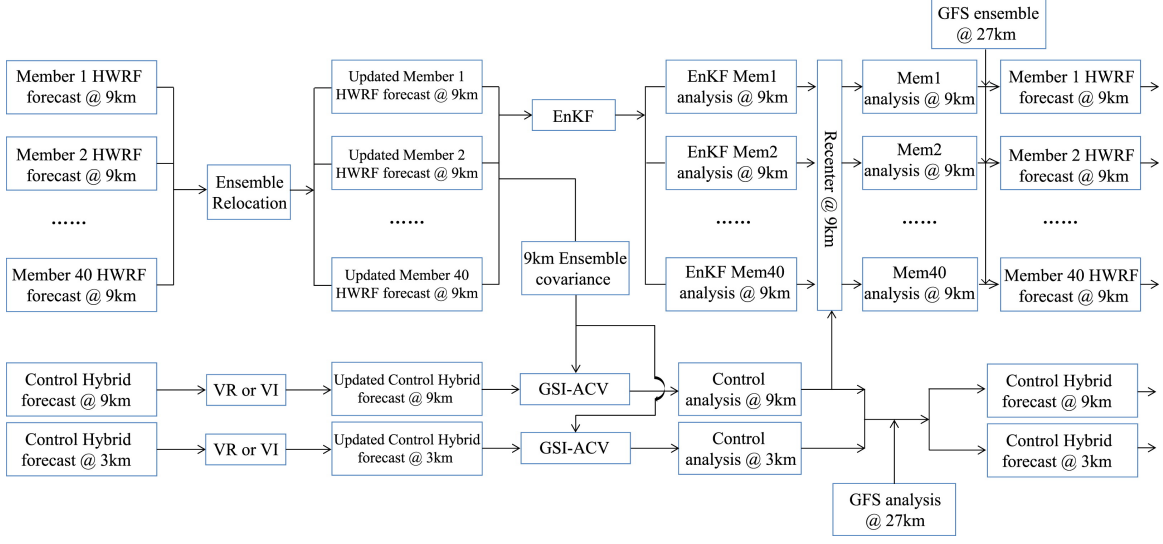 GFS ensemble
@ 27km
Member 1 HWRF
forecast @ 9km
Updated Member 1
HWRF forecast @ 9km
EnKF Mem1
analysis @ 9km
Mem1
analysis @ 9km
Member 1 HWRF
forecast @ 9km
EnKF
Member 2 HWRF
forecast @ 9km
Updated Member 2
HWRF forecast @ 9km
EnKF Mem2
analysis @ 9km
Recenter @ 9km
Mem2
analysis @ 9km
Member 2 HWRF
forecast @ 9km
Ensemble
Relocation
......
......
......
......
......
9km Ensemble
covariance
Member 40 HWRF
forecast @ 9km
Updated Member 40
HWRF forecast @ 9km
EnKF Mem40
analysis @ 9km
Mem40
analysis @ 9km
Member 40 HWRF
forecast @ 9km
Control Hybrid
forecast @ 9km
VR or VI
Updated Control Hybrid
forecast @ 9km
GSI-ACV
Control
analysis @ 9km
Control Hybrid
forecast @ 9km
Control Hybrid
forecast @ 3km
VR or VI
Updated Control Hybrid
forecast @ 3km
GSI-ACV
Control
analysis @ 3km
Control Hybrid
forecast @ 3km
GFS analysis
@ 27km